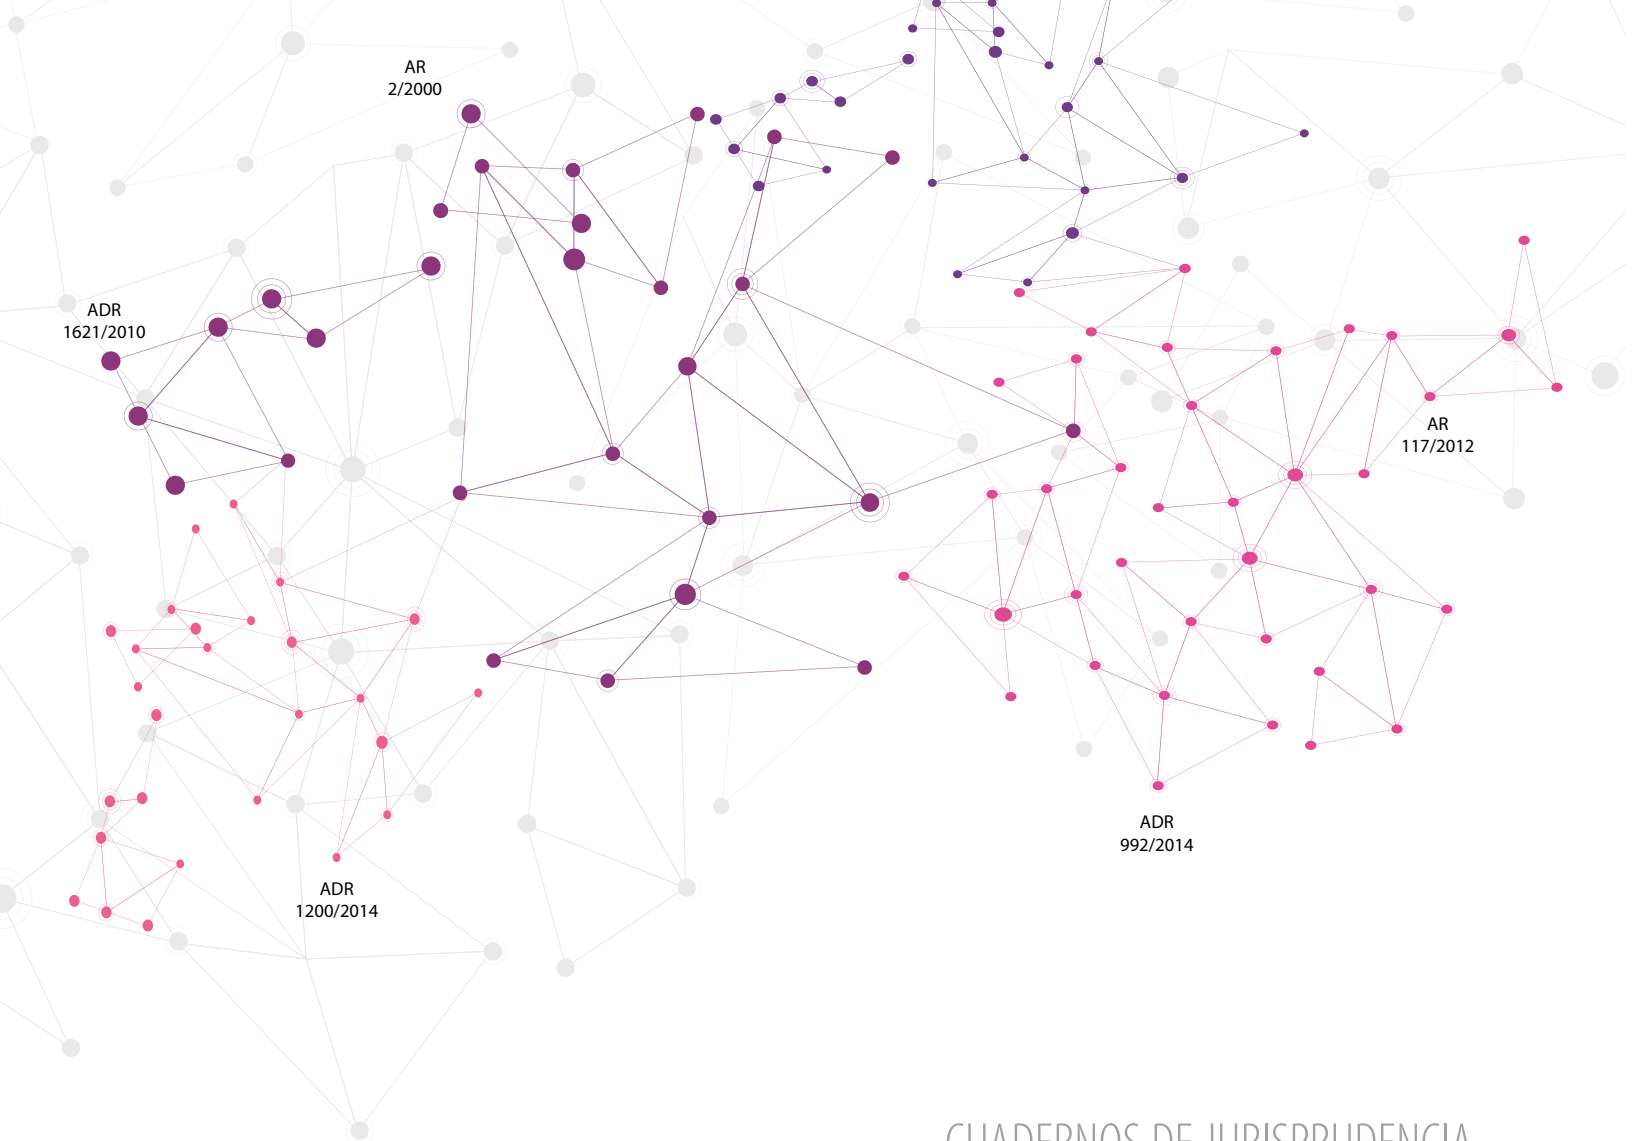 AR
2/2000
ADR
1621/2010
AR
117/2012
ADR
992/2014
ADR
1200/2014
CUADERNOS DE JURISPRUDENCIA